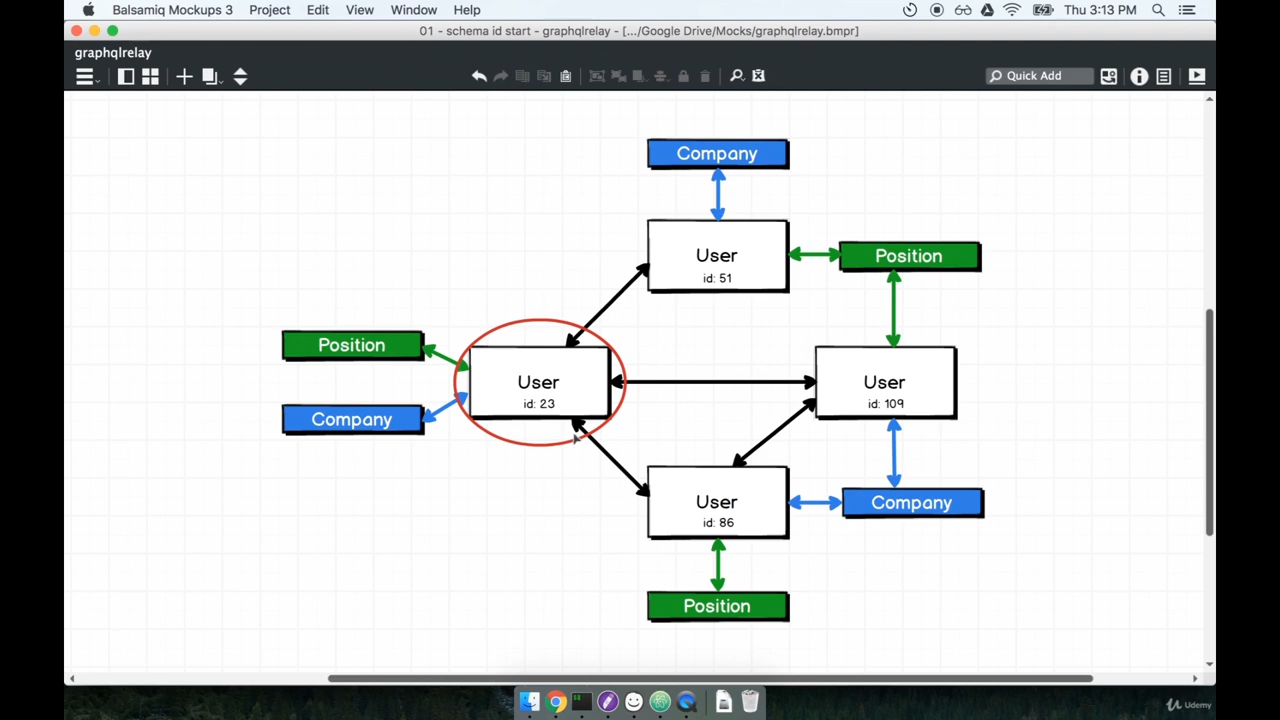 Balsamiq Mockups 3 Project Edit View Window Help Thu 3:13 PM
01 - schema id start - graphqlrelay - [.../Google Drive/Mocks/graphqlrelay.bmpr]
graphqlrelay
Quick Add
Company
User
id: 51
Position
Position
Company
User
id: 23
User
id: 109
User
id: 86
Company
Position
Udemy